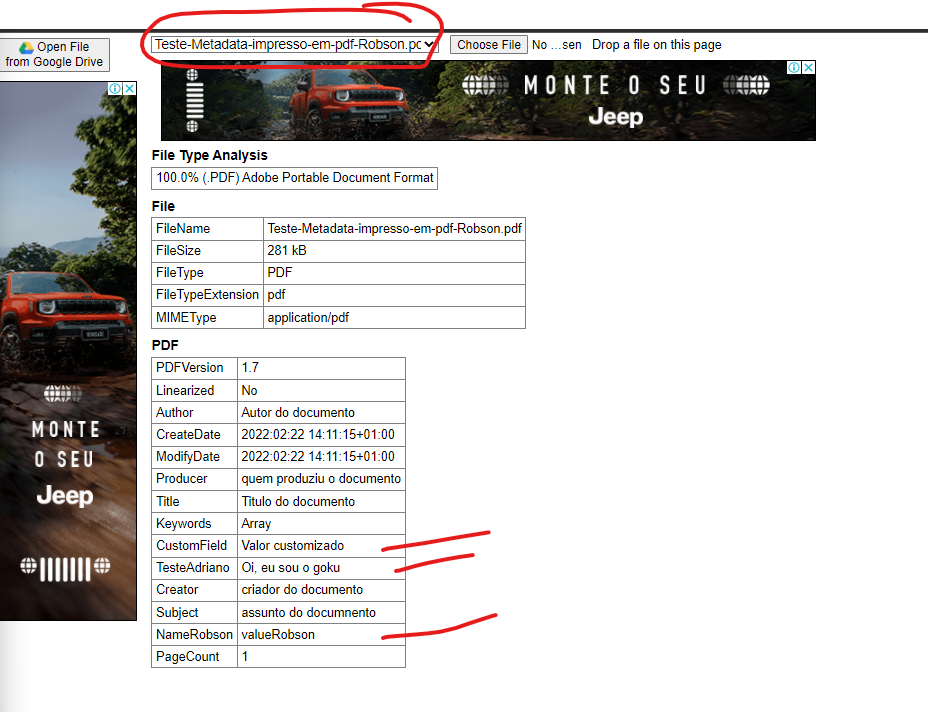 Open File
from Google Drive
Teste-Metadata-impresso-em-pdf-Robson.pc
Choose File No ...sen Drop a file on this page
MONTE O SEU
Jeep
MONTE
O SEU
Jeep
File Type Analysis
100.0% (.PDF) Adobe Portable Document Format
File
FileName Teste-Metadata-impresso-em-pdf-Robson.pdf
FileSize 281 kB
FileType PDF
FileTypeExtension pdf
MIMEType application/pdf
PDF
PDFVersion 1.7
Linearized No
Author Autor do documento
CreateDate 2022:02:22 14:11:15+01:00
ModifyDate 2022:02:22 14:11:15+01:00
Producer quem produziu o documento
Title Titulo do documento
Keywords Array
CustomField Valor customizado
TesteAdriano Oi, eu sou o goku
Creator criador do documento
Subject assunto do documnento
NameRobson valueRobson
PageCount 1